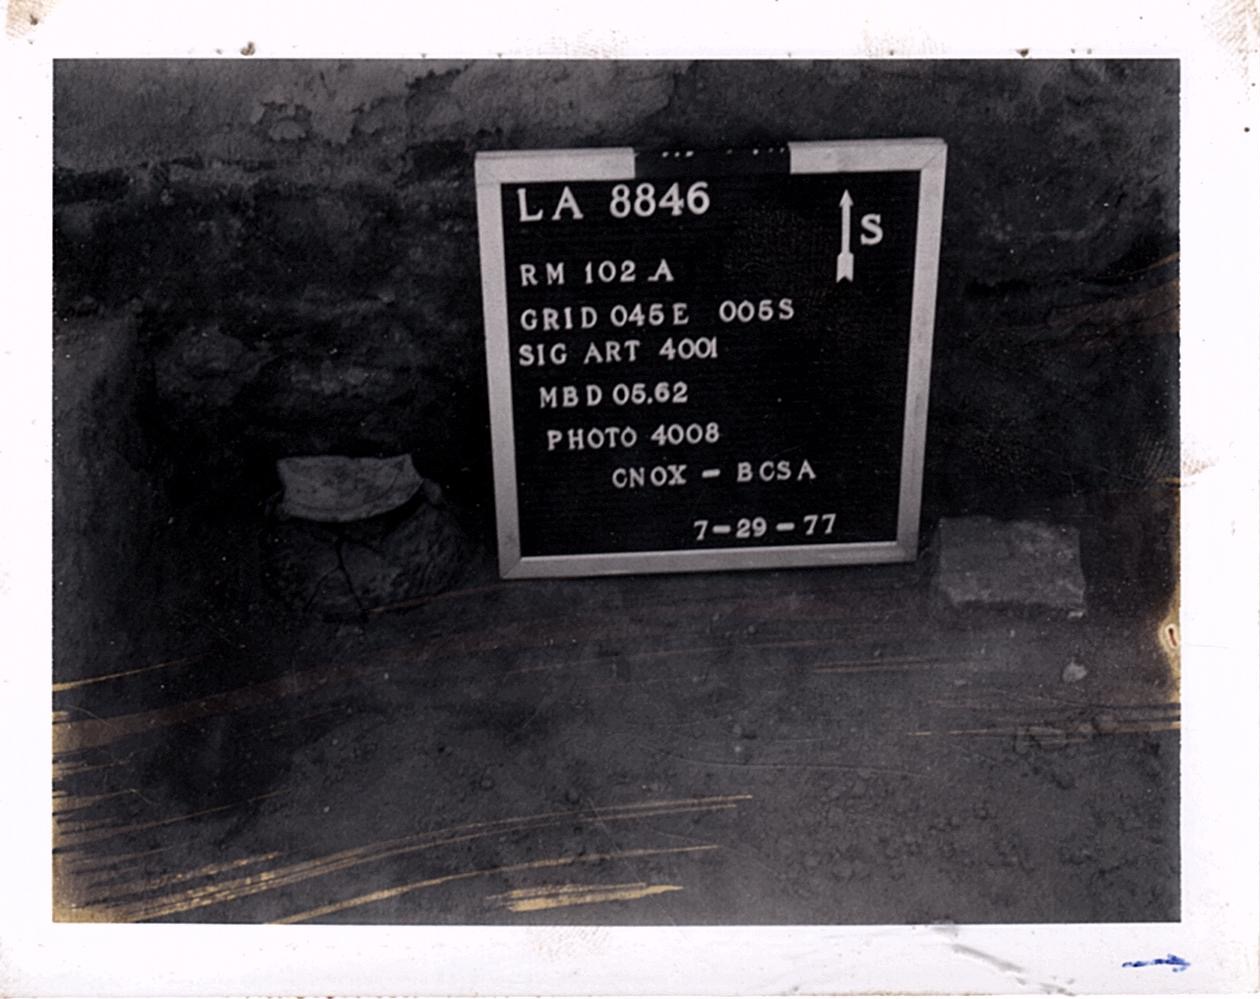 LA 8846
S
RM 102 A
GRID 045E 005S
SIG ART 4001
MBD 05.62
PHOTO 4008
CNOX - BCSA
7-29-77